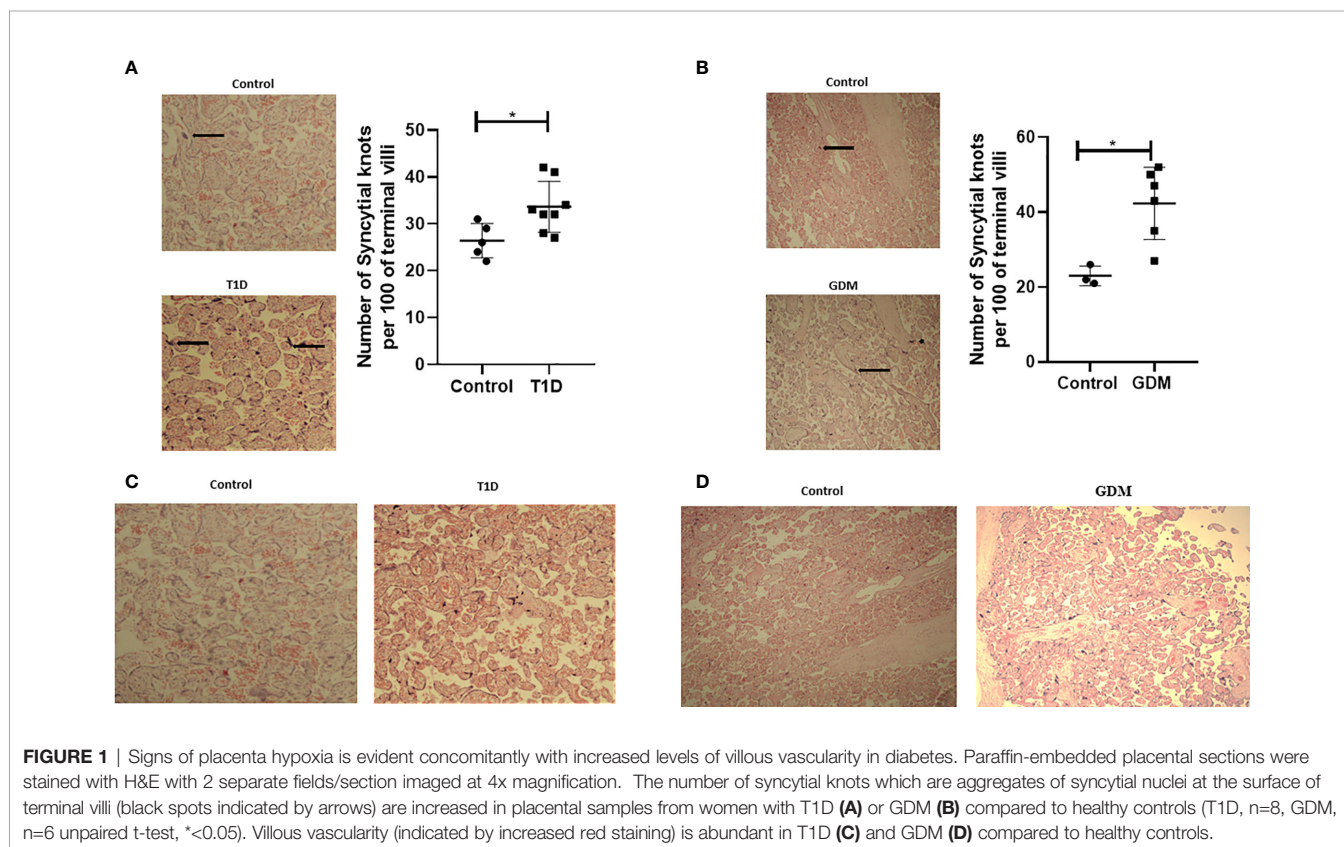 A
Control
T1D
*
Number of Syncytial knots
per 100 of terminal villi
50
40
30
20
10
0
Control T1D
B
Control
GDM
*
Number of Syncytial knots
per 100 of terminal villi
60
40
20
0
Control GDM
C
Control
T1D
D
Control
GDM
FIGURE 1 | Signs of placenta hypoxia is evident concomitantly with increased levels of villous vascularity in diabetes. Paraffin-embedded placental sections were
stained with H&E with 2 separate fields/section imaged at 4x magnification. The number of syncytial knots which are aggregates of syncytial nuclei at the surface of
terminal villi (black spots indicated by arrows) are increased in placental samples from women with T1D (A) or GDM (B) compared to healthy controls (T1D, n=8, GDM,
n=6 unpaired t-test, *<0.05). Villous vascularity (indicated by increased red staining) is abundant in T1D (C) and GDM (D) compared to healthy controls.